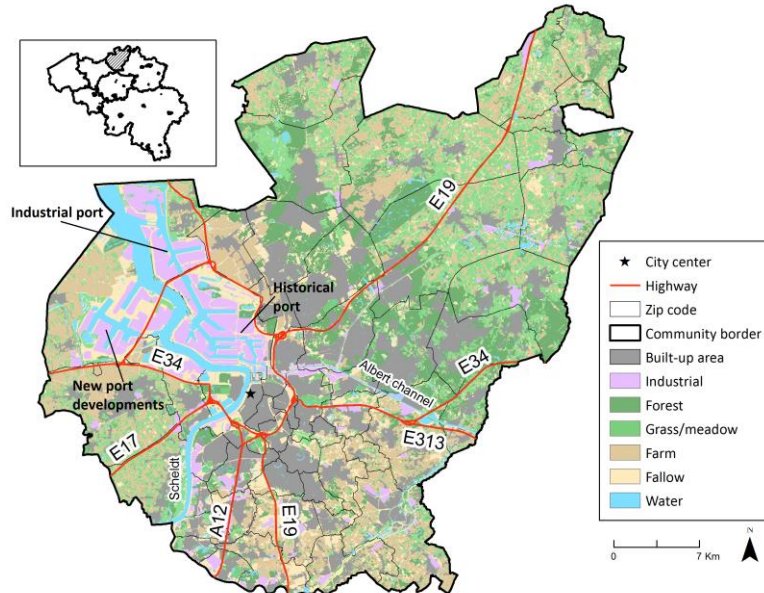 Industrial port
Historical
port
New port
developments
E19
E34
E17
Scheldt
A12
E19
Albert channel
E34
E313
City center
Highway
Zip code
Community border
Built-up area
Industrial
Forest
Grass/meadow
Farm
Fallow
Water
N
0
7 Km